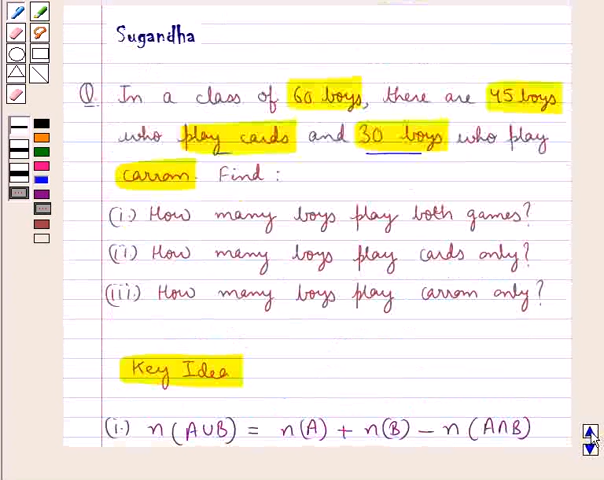 Sugandha
Q In a class of 60 boys, there are 45 boys
who play cards and 30 boys who play
carrom. Find :
(i.) How many boys play both games?
(ii) How many boys play cards only?
(iii.) How many boys play carrom only?
Key Idea
(i.) n(A∪B) = n(A) + n(B) – n(A∩B)